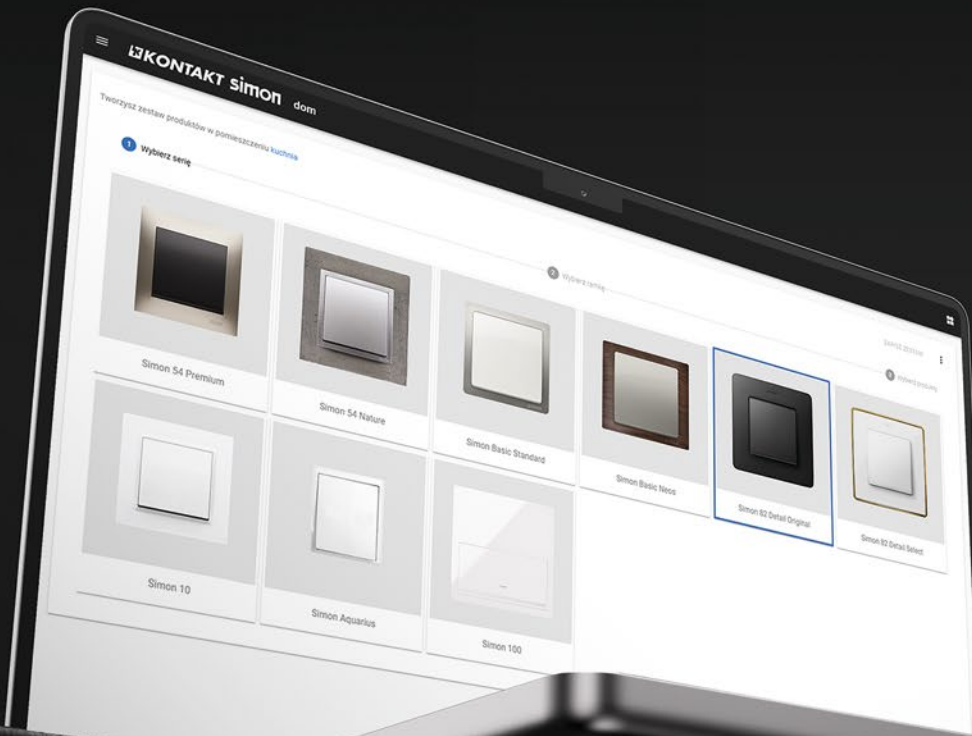 KONTAKT simon dom
Tworzysz zestaw produktów w pomieszczeniu kuchnia
1 Wybierz serię
2 Wybierz ramkę
ZAPISZ ZESTAW
3 Wybierz produkty
Simon 54 Premium
Simon 54 Nature
Simon Basic Standard
Simon Basic Neos
Simon 82 Detail Original
Simon 82 Detail Select
Simon 10
Simon Aquarius
Simon 100